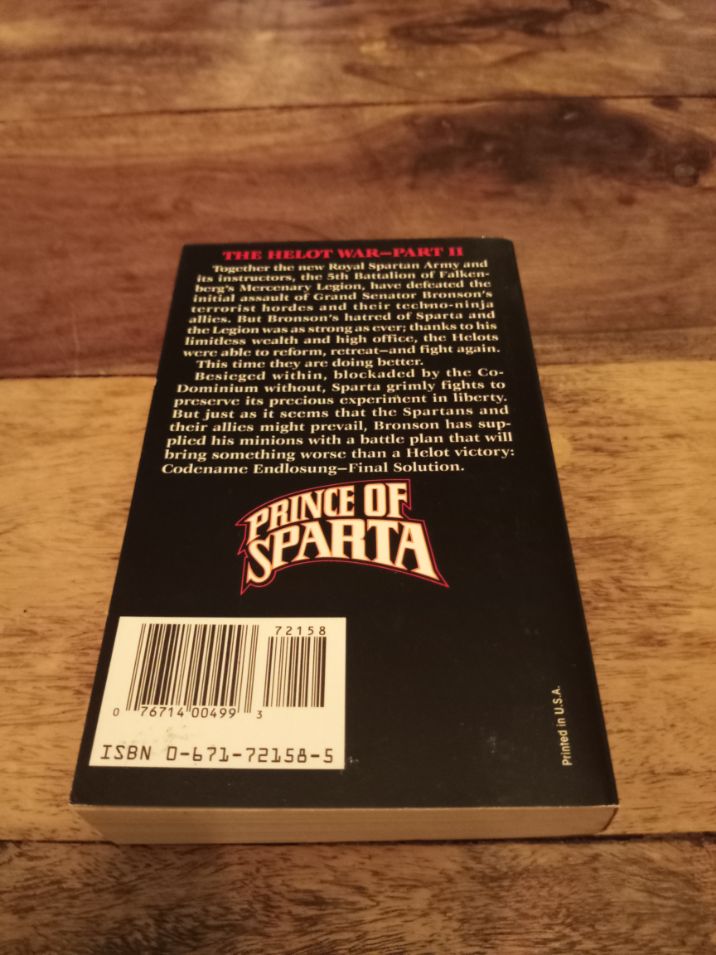 THE HELOT WAR—PART II
Together the new Royal Spartan Army and
its instructors, the 5th Battalion of Falken-
berg's Mercenary Legion, have defeated the
initial assault of Grand Senator Bronson's
terrorist hordes and their techno-ninja
allies. But Bronson's hatred of Sparta and
the Legion was as strong as ever; thanks to his
limitless wealth and high office, the Helots
were able to reform, retreat—and fight again.
This time they are doing better.
Besieged within, blockaded by the Co-
Dominium without, Sparta grimly fights to
preserve its precious experiment in liberty.
But just as it seems that the Spartans and
their allies might prevail, Bronson has sup-
plied his minions with a battle plan that will
bring something worse than a Helot victory:
Codename Endlosung—Final Solution.
PRINCE OF
SPARTA
72158
0 76714 00499 3
ISBN 0-671-72158-5
Printed in U.S.A.